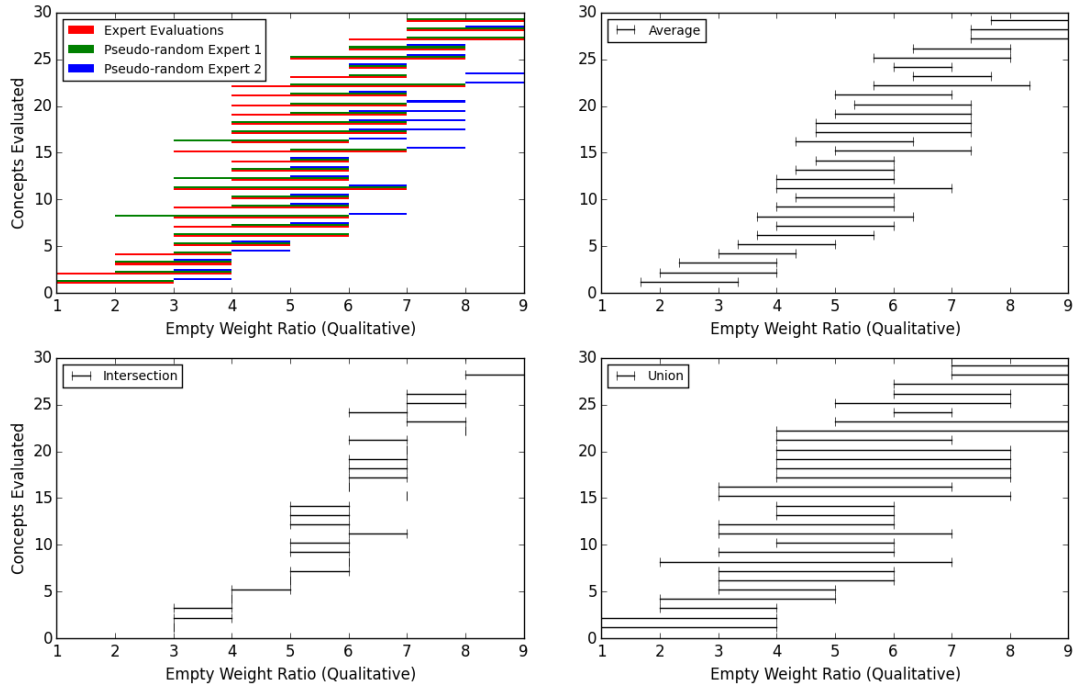 30
25
20
15
10
5
0
Concepts Evaluated
Expert Evaluations
Pseudo-random Expert 1
Pseudo-random Expert 2
1 2 3 4 5 6 7 8 9
Empty Weight Ratio (Qualitative)
30
25
20
15
10
5
0
Average
1 2 3 4 5 6 7 8 9
Empty Weight Ratio (Qualitative)
30
25
20
15
10
5
0
Concepts Evaluated
Intersection
1 2 3 4 5 6 7 8 9
Empty Weight Ratio (Qualitative)
30
25
20
15
10
5
0
Union
1 2 3 4 5 6 7 8 9
Empty Weight Ratio (Qualitative)